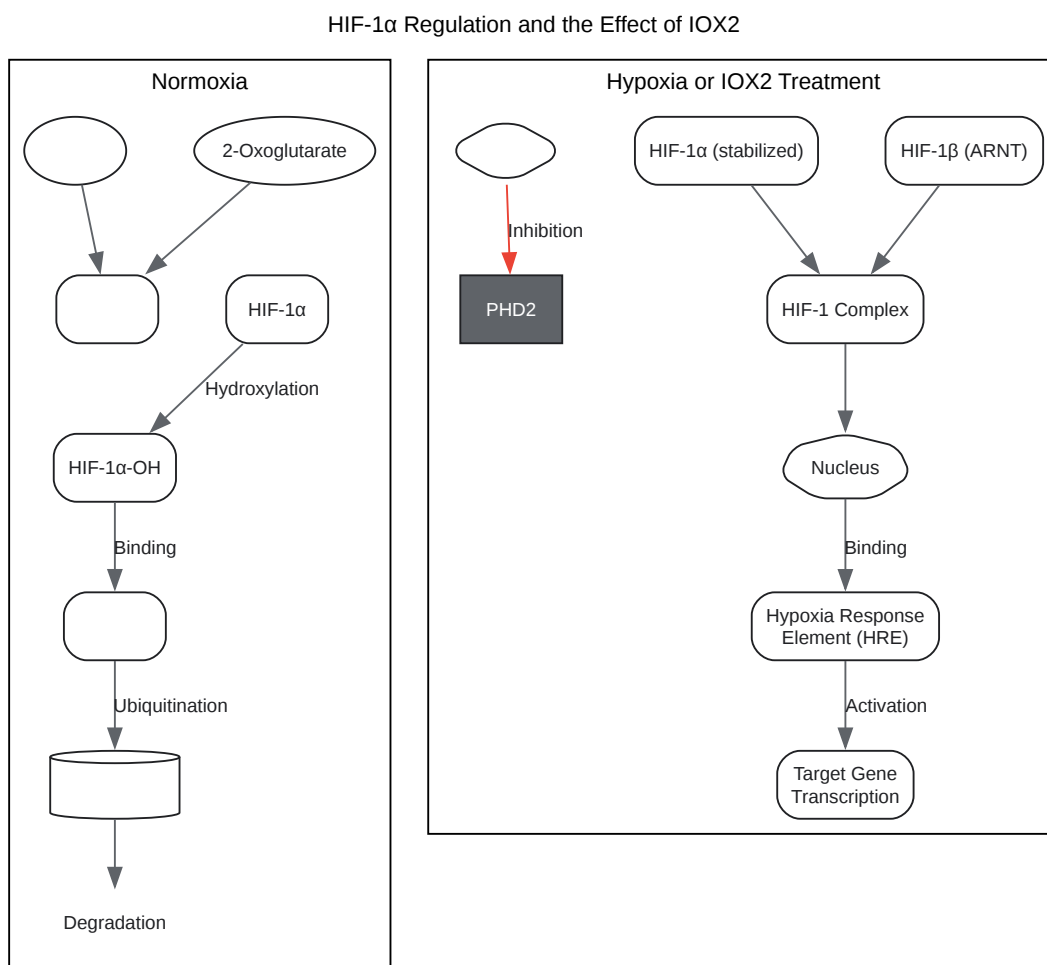 HIF-1α Regulation and the Effect of IOX2
Normoxia
2-Oxoglutarate
HIF-1α
Hydroxylation
HIF-1α-OH
Binding
Ubiquitination
Degradation
Hypoxia or IOX2 Treatment
HIF-1α (stabilized)
HIF-1β (ARNT)
Inhibition
PHD2
HIF-1 Complex
Nucleus
Binding
Hypoxia Response
Element (HRE)
Activation
Target Gene
Transcription